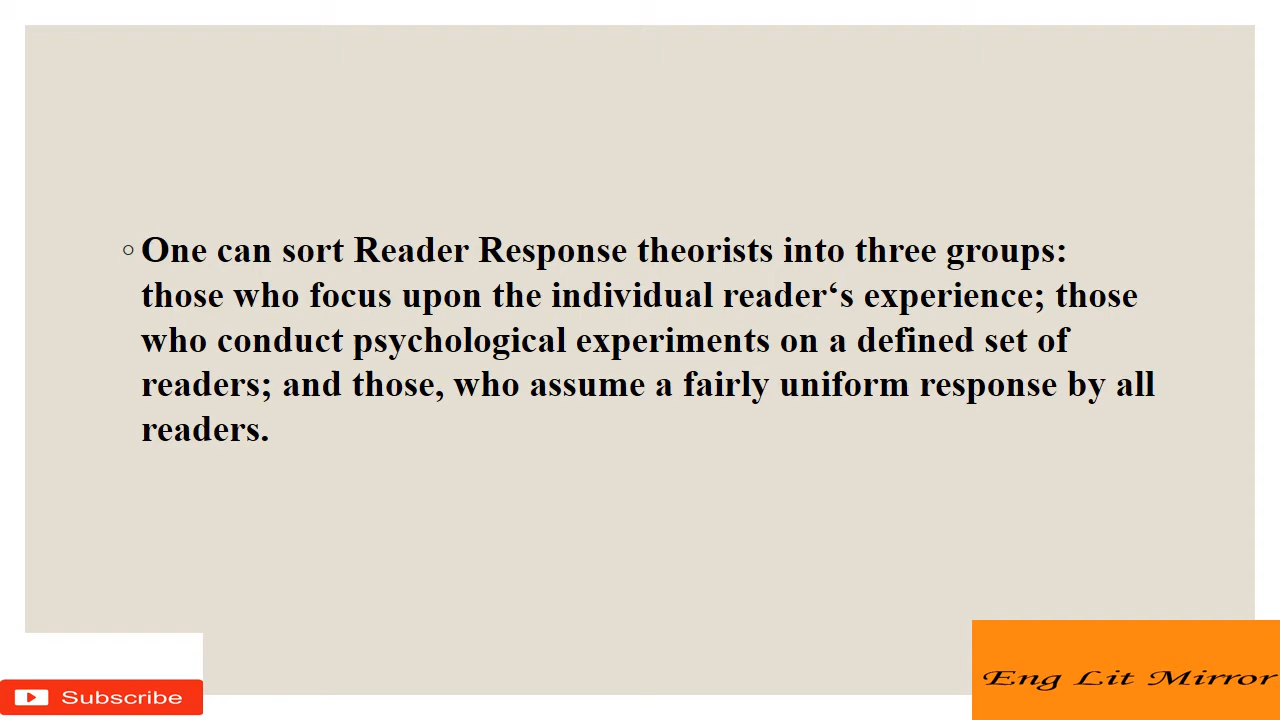 ◦ One can sort Reader Response theorists into three groups:
those who focus upon the individual reader‘s experience; those
who conduct psychological experiments on a defined set of
readers; and those, who assume a fairly uniform response by all
readers.
Subscribe
Eng Lit Mirror